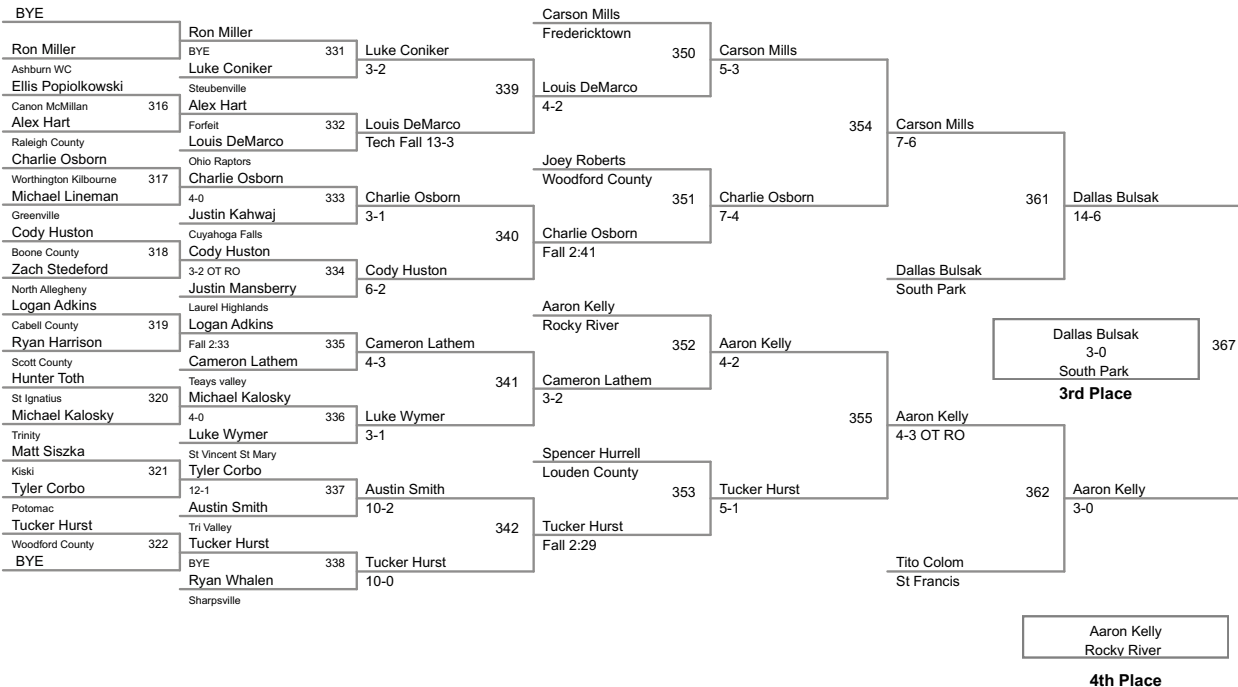 BYE
Ron Miller
Ashburn WC
Ellis Popiolkowski
Canon McMillan
316
Alex Hart
Raleigh County
Charlie Osborn
Worthington Kilbourne
317
Michael Lineman
Greenville
Cody Huston
Boone County
318
Zach Stedeford
North Allegheny
Logan Adkins
Cabell County
319
Ryan Harrison
Scott County
Hunter Toth
St Ignatius
320
Michael Kalosky
Trinity
Matt Siszka
Kiski
321
Tyler Corbo
Potomac
Tucker Hurst
Woodford County
322
BYE
Ron Miller
BYE
331
Luke Coniker
Steubenville
Alex Hart
Forfeit
332
Louis DeMarco
Ohio Raptors
Charlie Osborn
4-0
333
Justin Kahwaj
Cuyahoga Falls
Cody Huston
3-2 OT RO
334
Justin Mansberry
Laurel Highlands
Logan Adkins
Fall 2:33
335
Cameron Lathem
Teays valley
Michael Kalosky
4-0
336
Luke Wymer
St Vincent St Mary
Tyler Corbo
12-1
337
Austin Smith
Tri Valley
Tucker Hurst
BYE
338
Ryan Whalen
Sharpsville
Luke Coniker
3-2
339
Louis DeMarco
Tech Fall 13-3
Charlie Osborn
3-1
340
Cody Huston
6-2
Cameron Lathem
4-3
341
Luke Wymer
3-1
Austin Smith
10-2
342
Tucker Hurst
10-0
Carson Mills
Fredericktown
350
Louis DeMarco
4-2
Joey Roberts
Woodford County
351
Charlie Osborn
Fall 2:41
Aaron Kelly
Rocky River
352
Cameron Lathem
3-2
Spencer Hurrell
Louden County
353
Tucker Hurst
Fall 2:29
Carson Mills
5-3
354
Charlie Osborn
7-4
Aaron Kelly
4-2
355
Tucker Hurst
5-1
Carson Mills
7-6
361
Dallas Bulsak
South Park
Aaron Kelly
4-3 OT RO
362
Tito Colom
St Francis
Dallas Bulsak
14-6
Dallas Bulsak
3-0
367
South Park
3rd Place
Aaron Kelly
3-0
Aaron Kelly
Rocky River
4th Place